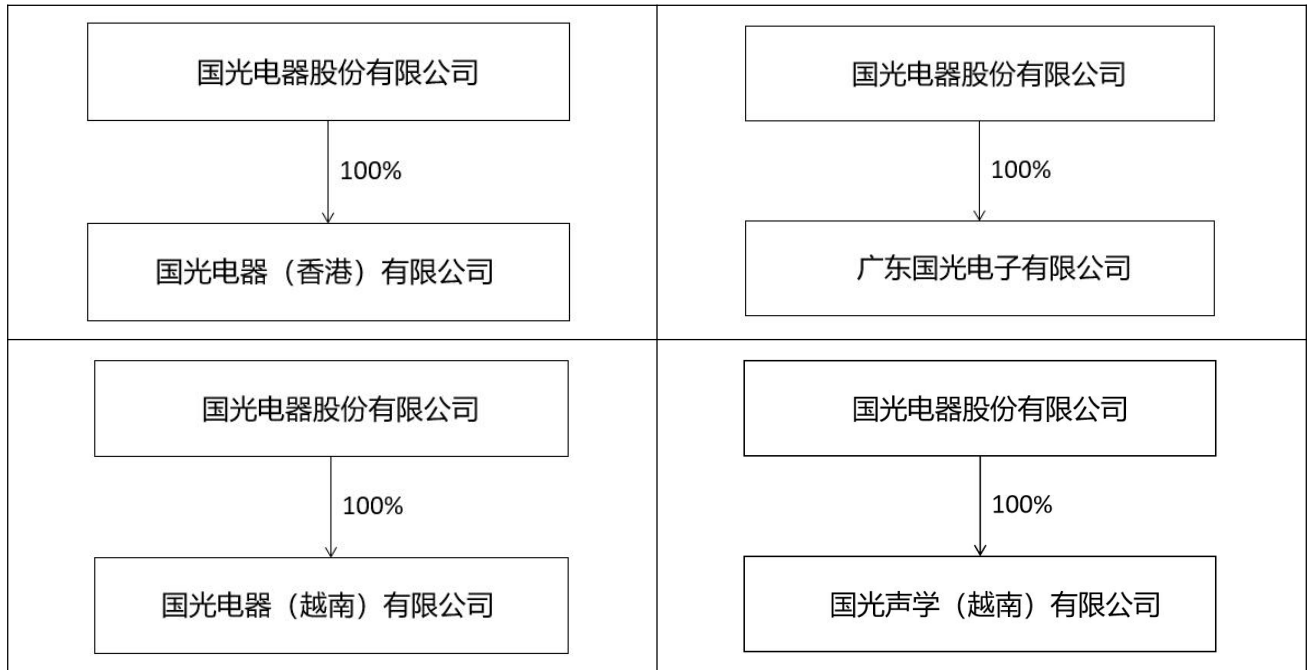 国光电器股份有限公司
100%
国光电器（香港）有限公司
国光电器股份有限公司
100%
广东国光电子有限公司
国光电器股份有限公司
100%
国光电器（越南）有限公司
国光电器股份有限公司
100%
国光声学（越南）有限公司